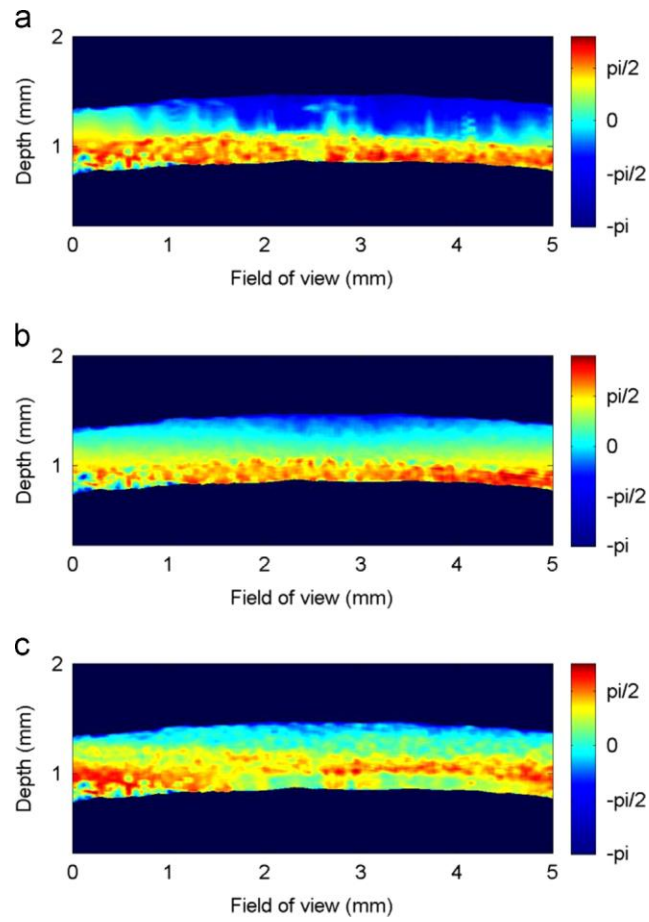 a
2
pi/2
Depth (mm)
1
0
-pi/2
-pi
0 1 2 3 4 5
Field of view (mm)
b
2
pi/2
Depth (mm)
1
0
-pi/2
-pi
0 1 2 3 4 5
Field of view (mm)
c
2
pi/2
Depth (mm)
1
0
-pi/2
-pi
0 1 2 3 4 5
Field of view (mm)